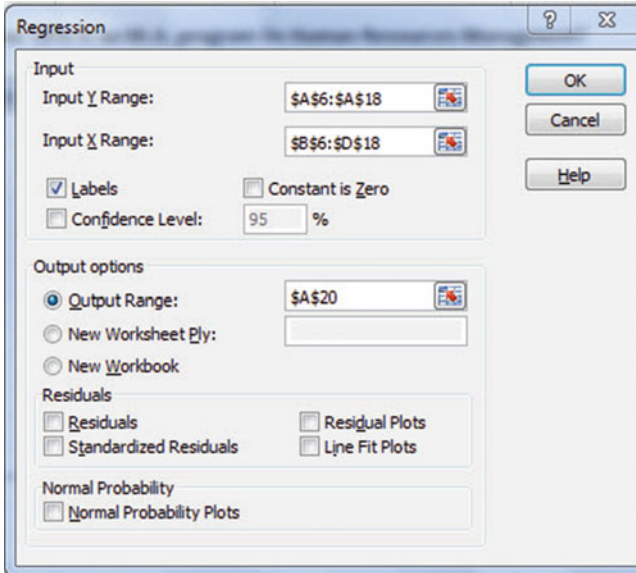 Regression
Input
Input Y Range:
$A$6:$A$18
Input X Range:
$B$6:$D$18
Labels
Constant is Zero
Confidence Level:
95 %
OK
Cancel
Help
Output options
Output Range:
$A$20
New Worksheet Ply:
New Workbook
Residuals
Residuals
Residual Plots
Standardized Residuals
Line Fit Plots
Normal Probability
Normal Probability Plots